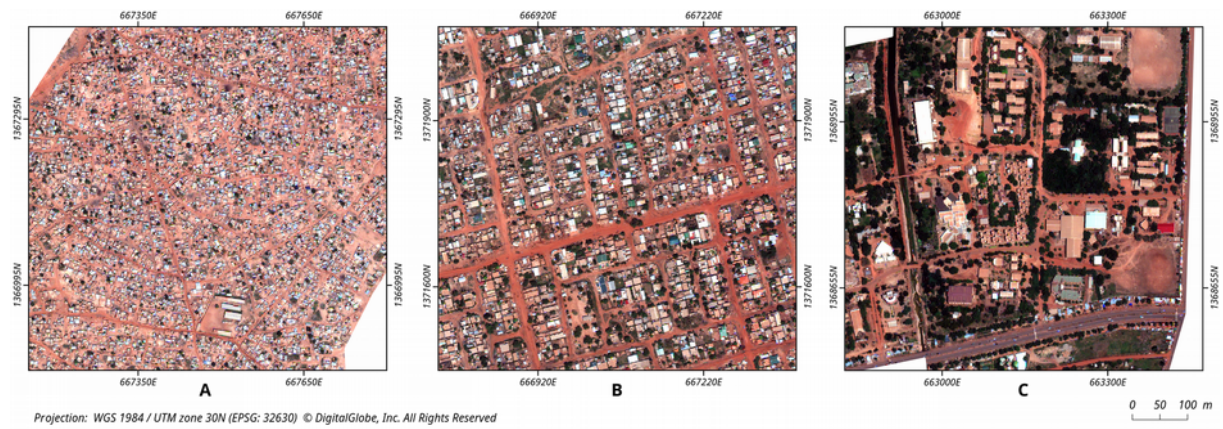 667350E 667650E 666920E 667220E 663000E 663300E
1367295N 1367295N 1371900N 1371900N 1368955N 1368955N
1366995N 1366995N 1371600N 1371600N 1368655N 1368655N
667350E 667650E 666920E 667220E 663000E 663300E
A B C
Projection: WGS 1984 / UTM zone 30N (EPSG: 32630) © DigitalGlobe, Inc. All Rights Reserved
0 50 100 m